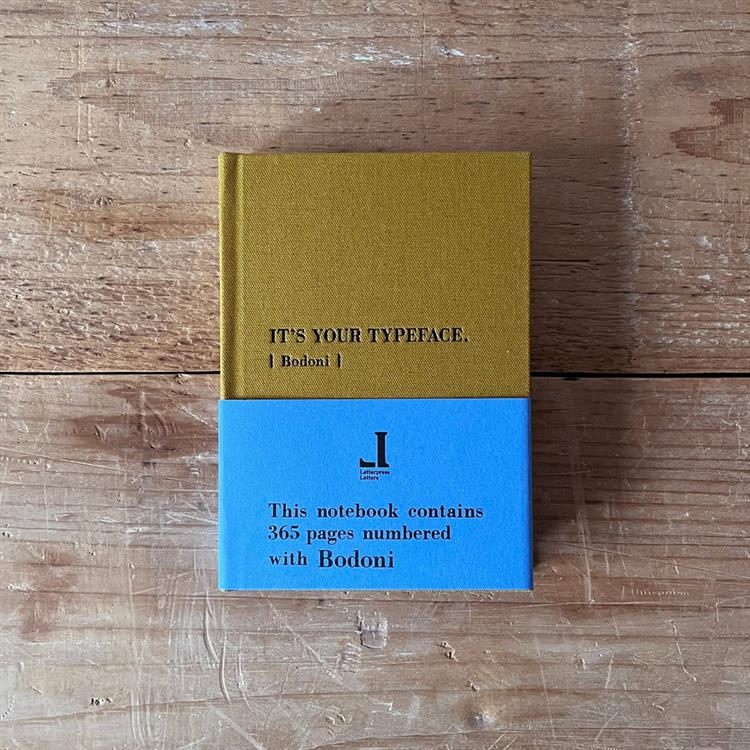 IT'S YOUR TYPEFACE.
{ Bodoni }
Letterpress
Letters
This notebook contains
365 pages numbered
with Bodoni